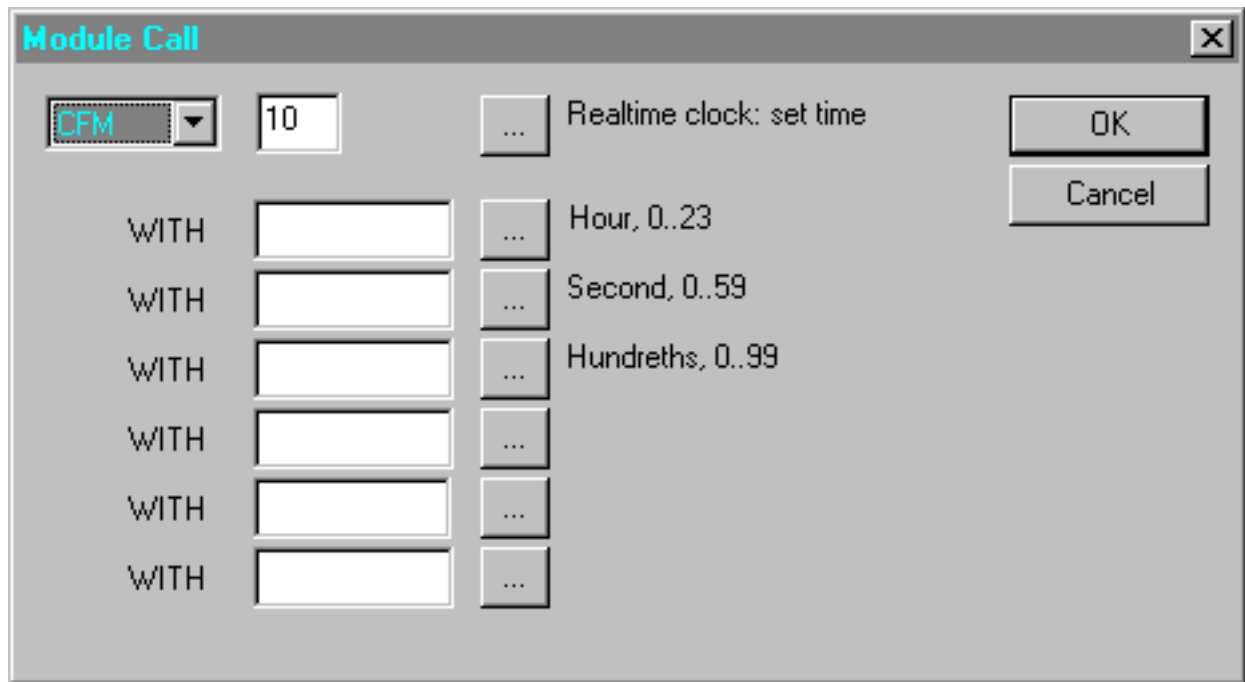 Module Call
CFM 10 ... Realtime clock: set time OK
Cancel
WITH ... Hour, 0..23
WITH ... Second, 0..59
WITH ... Hundreths, 0..99
WITH ...
WITH ...
WITH ...